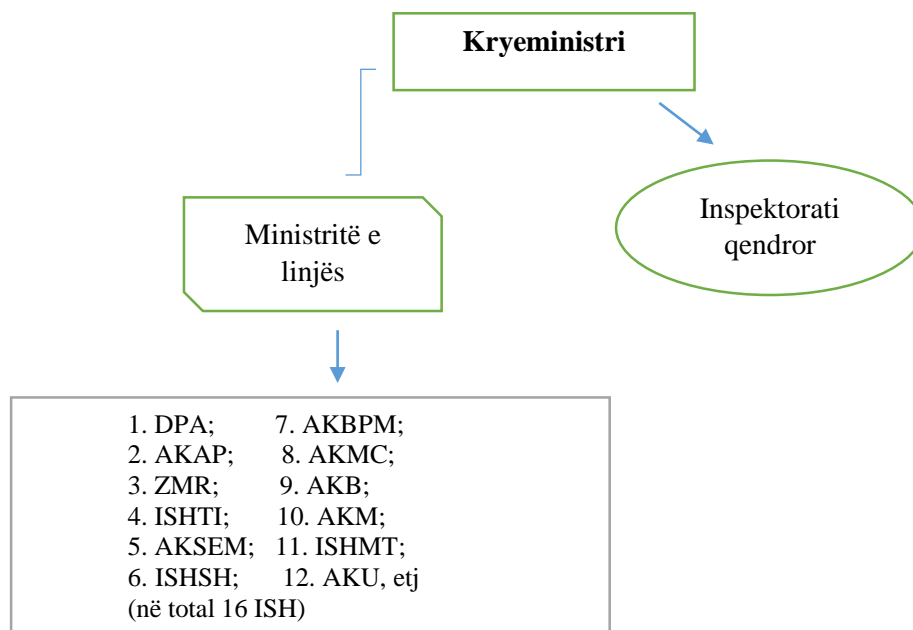 Kryeministri
Inspektorati
qendror
Ministritë e
linjës
1. DPA; 7. AKBPM;
2. AKAP; 8. AKMC;
3. ZMR; 9. AKB;
4. ISHTI; 10. AKM;
5. AKSEM; 11. ISHMT;
6. ISHSH; 12. AKU, etj
(në total 16 ISH)